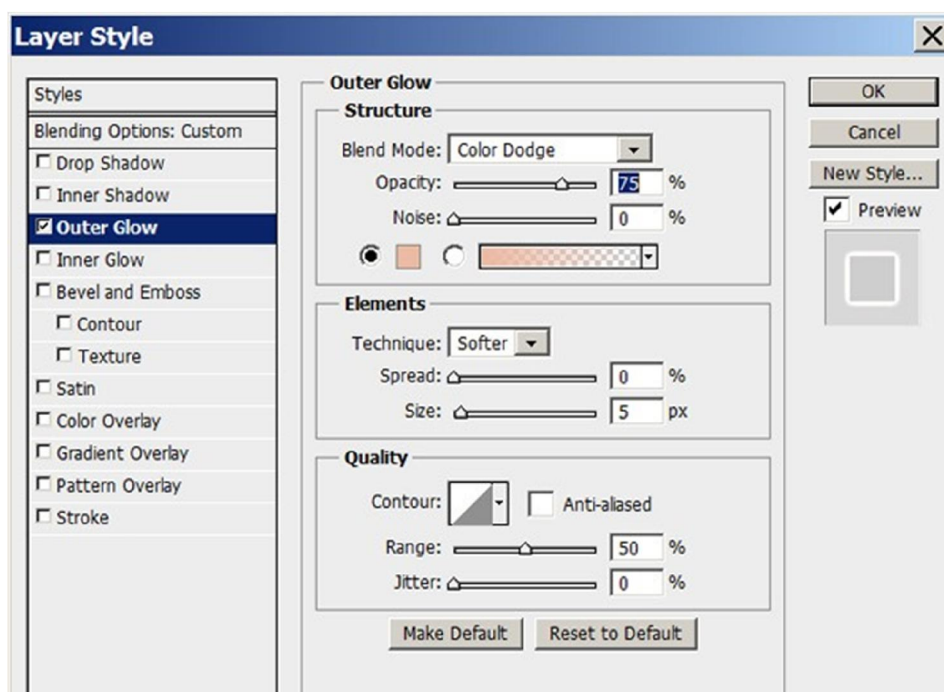 Layer Style
Styles
Blending Options: Custom
Drop Shadow
Inner Shadow
Outer Glow
Inner Glow
Bevel and Emboss
Contour
Texture
Satin
Color Overlay
Gradient Overlay
Pattern Overlay
Stroke
Outer Glow
Structure
Blend Mode: Color Dodge
Opacity: 75 %
Noise: 0 %
Elements
Technique: Softer
Spread: 0 %
Size: 5 px
Quality
Contour: Anti-aliased
Range: 50 %
Jitter: 0 %
Make Default Reset to Default
OK
Cancel
New Style...
Preview